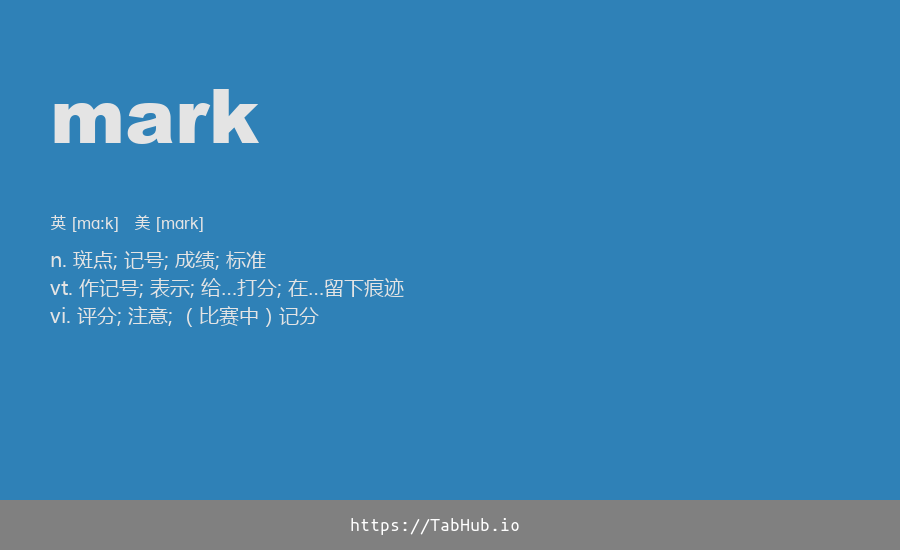 mark
英 [mɑːk] 美 [mɑrk]
n. 斑点; 记号; 成绩; 标准
vt. 作记号; 表示; 给...打分; 在...留下痕迹
vi. 评分; 注意; （比赛中）记分
https://TabHub.io